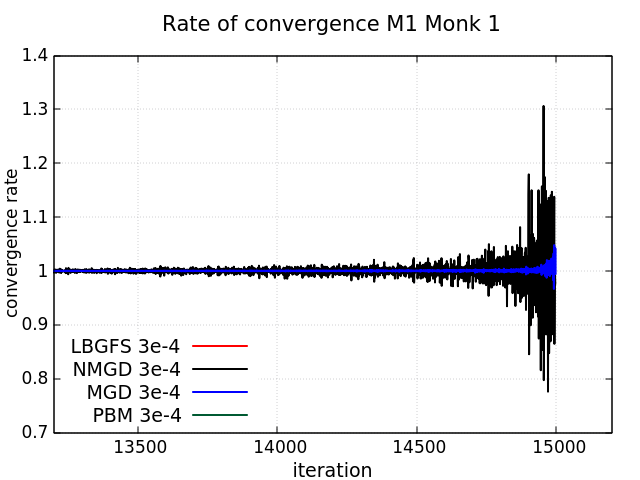 Rate of convergence M1 Monk 1
1.4
1.3
1.2
1.1
1
0.9
0.8
0.7
convergence rate
LBGFS 3e-4
NMGD 3e-4
MGD 3e-4
PBM 3e-4
13500 14000 14500 15000
iteration